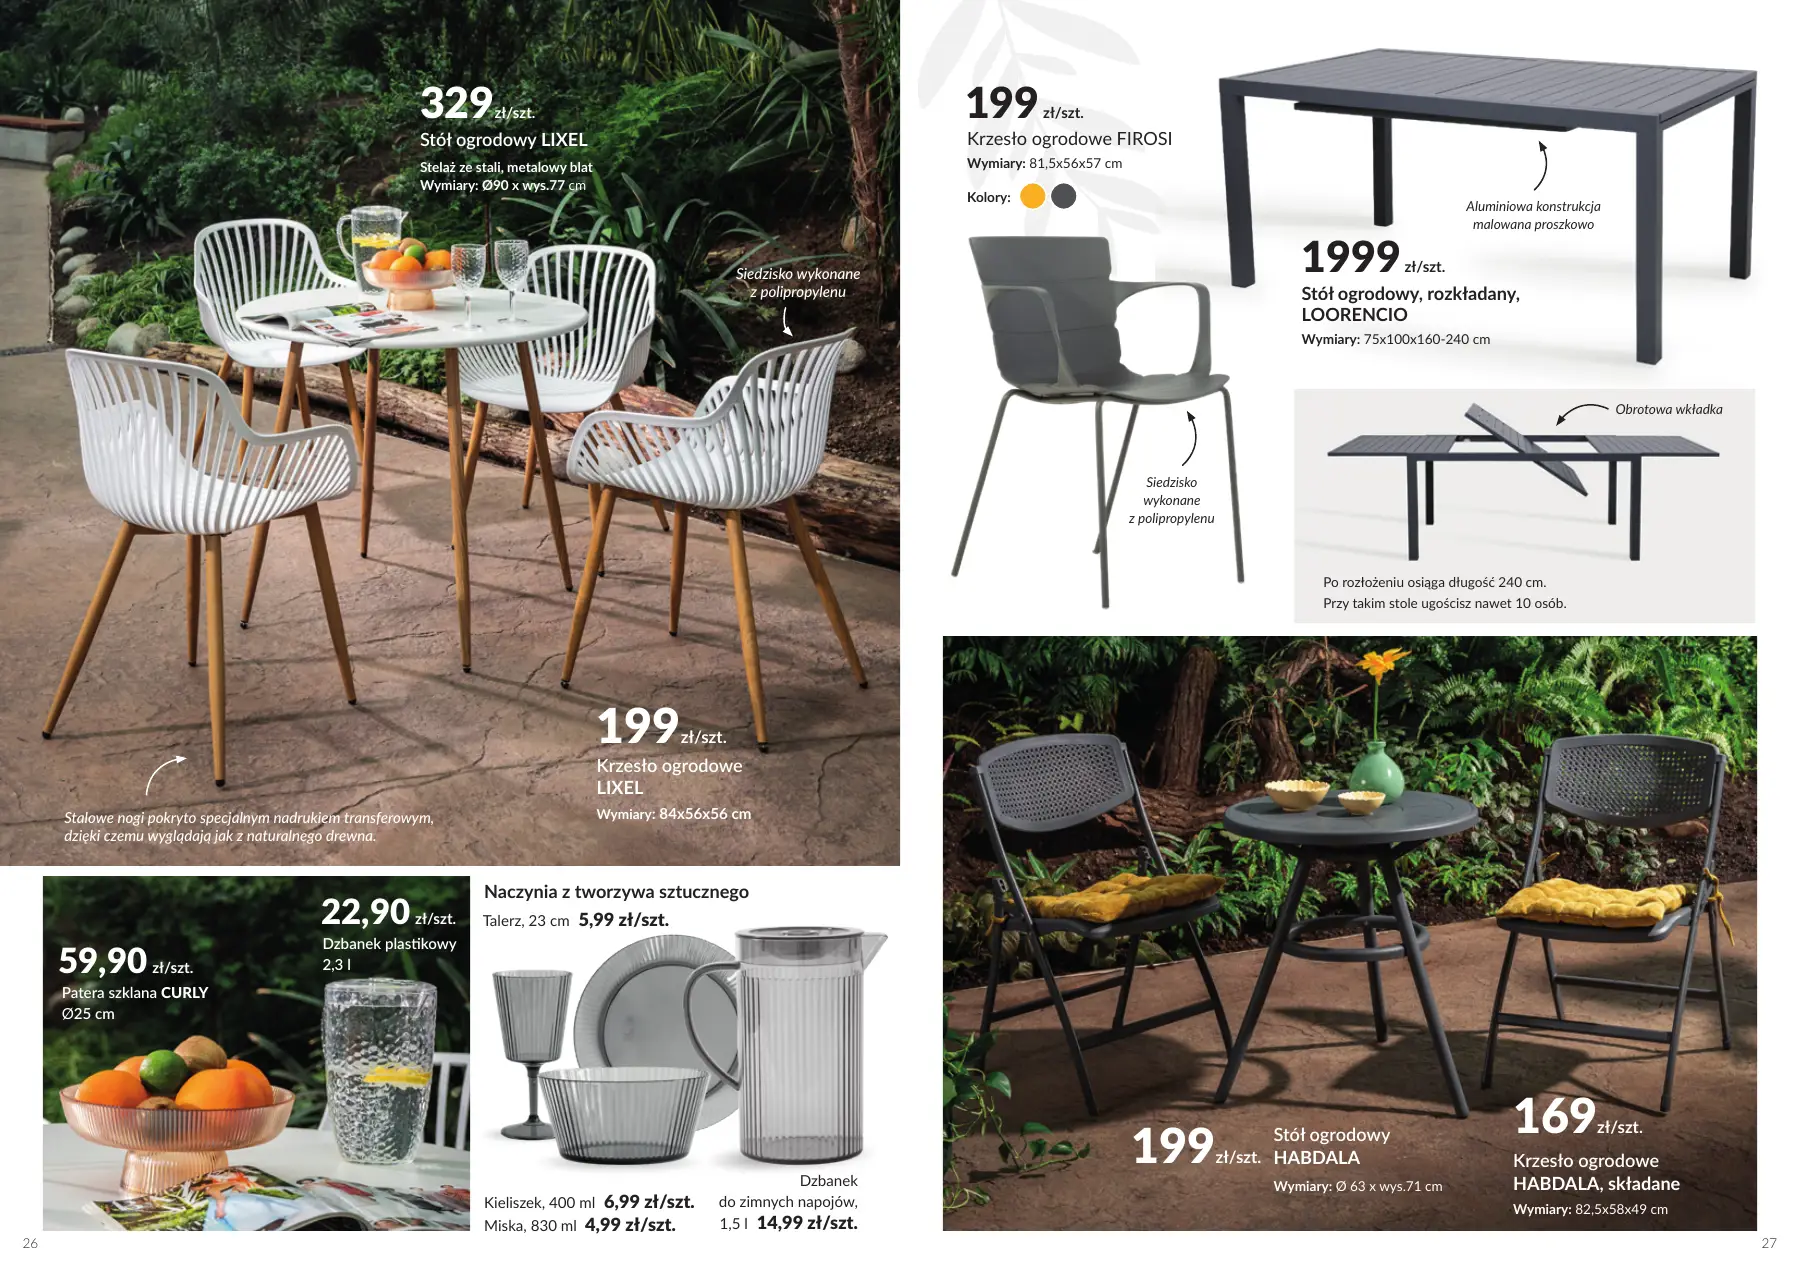 329 zł/szt.
Stół ogrodowy LIXEL
Stelaż ze stali, metalowy blat
Wymiary: Ø90 x wys.77 cm
Siedzisko wykonane
z polipropylenu
199 zł/szt.
Krzesło ogrodowe
LIXEL
Wymiary: 84x56x56 cm
Stalowe nogi pokryto specjalnym nadrukiem transferowym,
dzięki czemu wyglądają jak z naturalnego drewna.
59,90 zł/szt.
Patera szklana CURLY
Ø25 cm
22,90 zł/szt.
Dzbanek plastikowy
2,3 l
Naczynia z tworzywa sztucznego
Talerz, 23 cm 5,99 zł/szt.
Kieliszek, 400 ml 6,99 zł/szt.
Miska, 830 ml 4,99 zł/szt.
Dzbanek
do zimnych napojów,
1,5 l 14,99 zł/szt.
26
199 zł/szt.
Krzesło ogrodowe FIROSI
Wymiary: 81,5x56x57 cm
Kolory:
Siedzisko
wykonane
z polipropylenu
Aluminiowa konstrukcja
malowana proszkowo
1999 zł/szt.
Stół ogrodowy, rozkładany,
LOORENCIO
Wymiary: 75x100x160-240 cm
Obrotowa wkładka
Po rozłożeniu osiąga długość 240 cm.
Przy takim stole ugościsz nawet 10 osób.
199 zł/szt.
Stół ogrodowy
HABDALA
Wymiary: Ø 63 x wys.71 cm
169 zł/szt.
Krzesło ogrodowe
HABDALA, składane
Wymiary: 82,5x58x49 cm
27